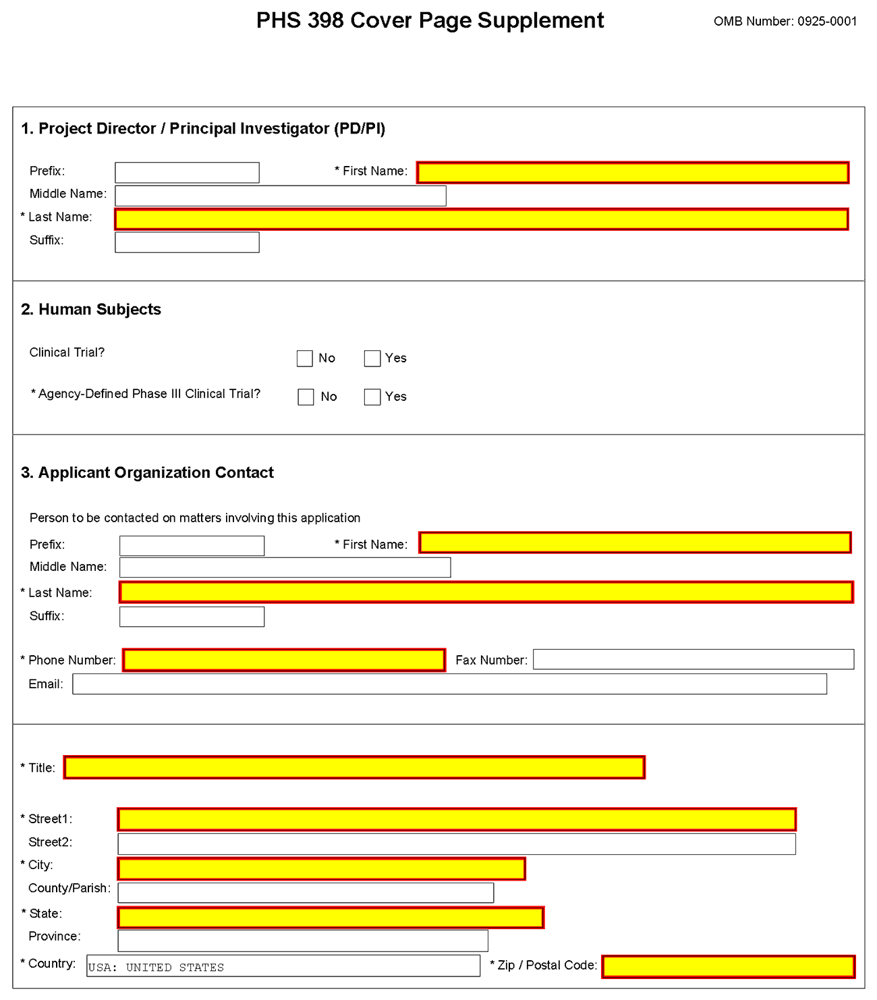 PHS 398 Cover Page Supplement
OMB Number: 0925-0001
1. Project Director / Principal Investigator (PD/PI)
Prefix: * First Name:
Middle Name:
* Last Name:
Suffix:
2. Human Subjects
Clinical Trial? No Yes
* Agency-Defined Phase III Clinical Trial? No Yes
3. Applicant Organization Contact
Person to be contacted on matters involving this application
Prefix: * First Name:
Middle Name:
* Last Name:
Suffix:
* Phone Number: Fax Number:
Email:
* Title:
* Street1:
Street2:
* City:
County/Parish:
* State:
Province:
* Country: USA: UNITED STATES * Zip / Postal Code: